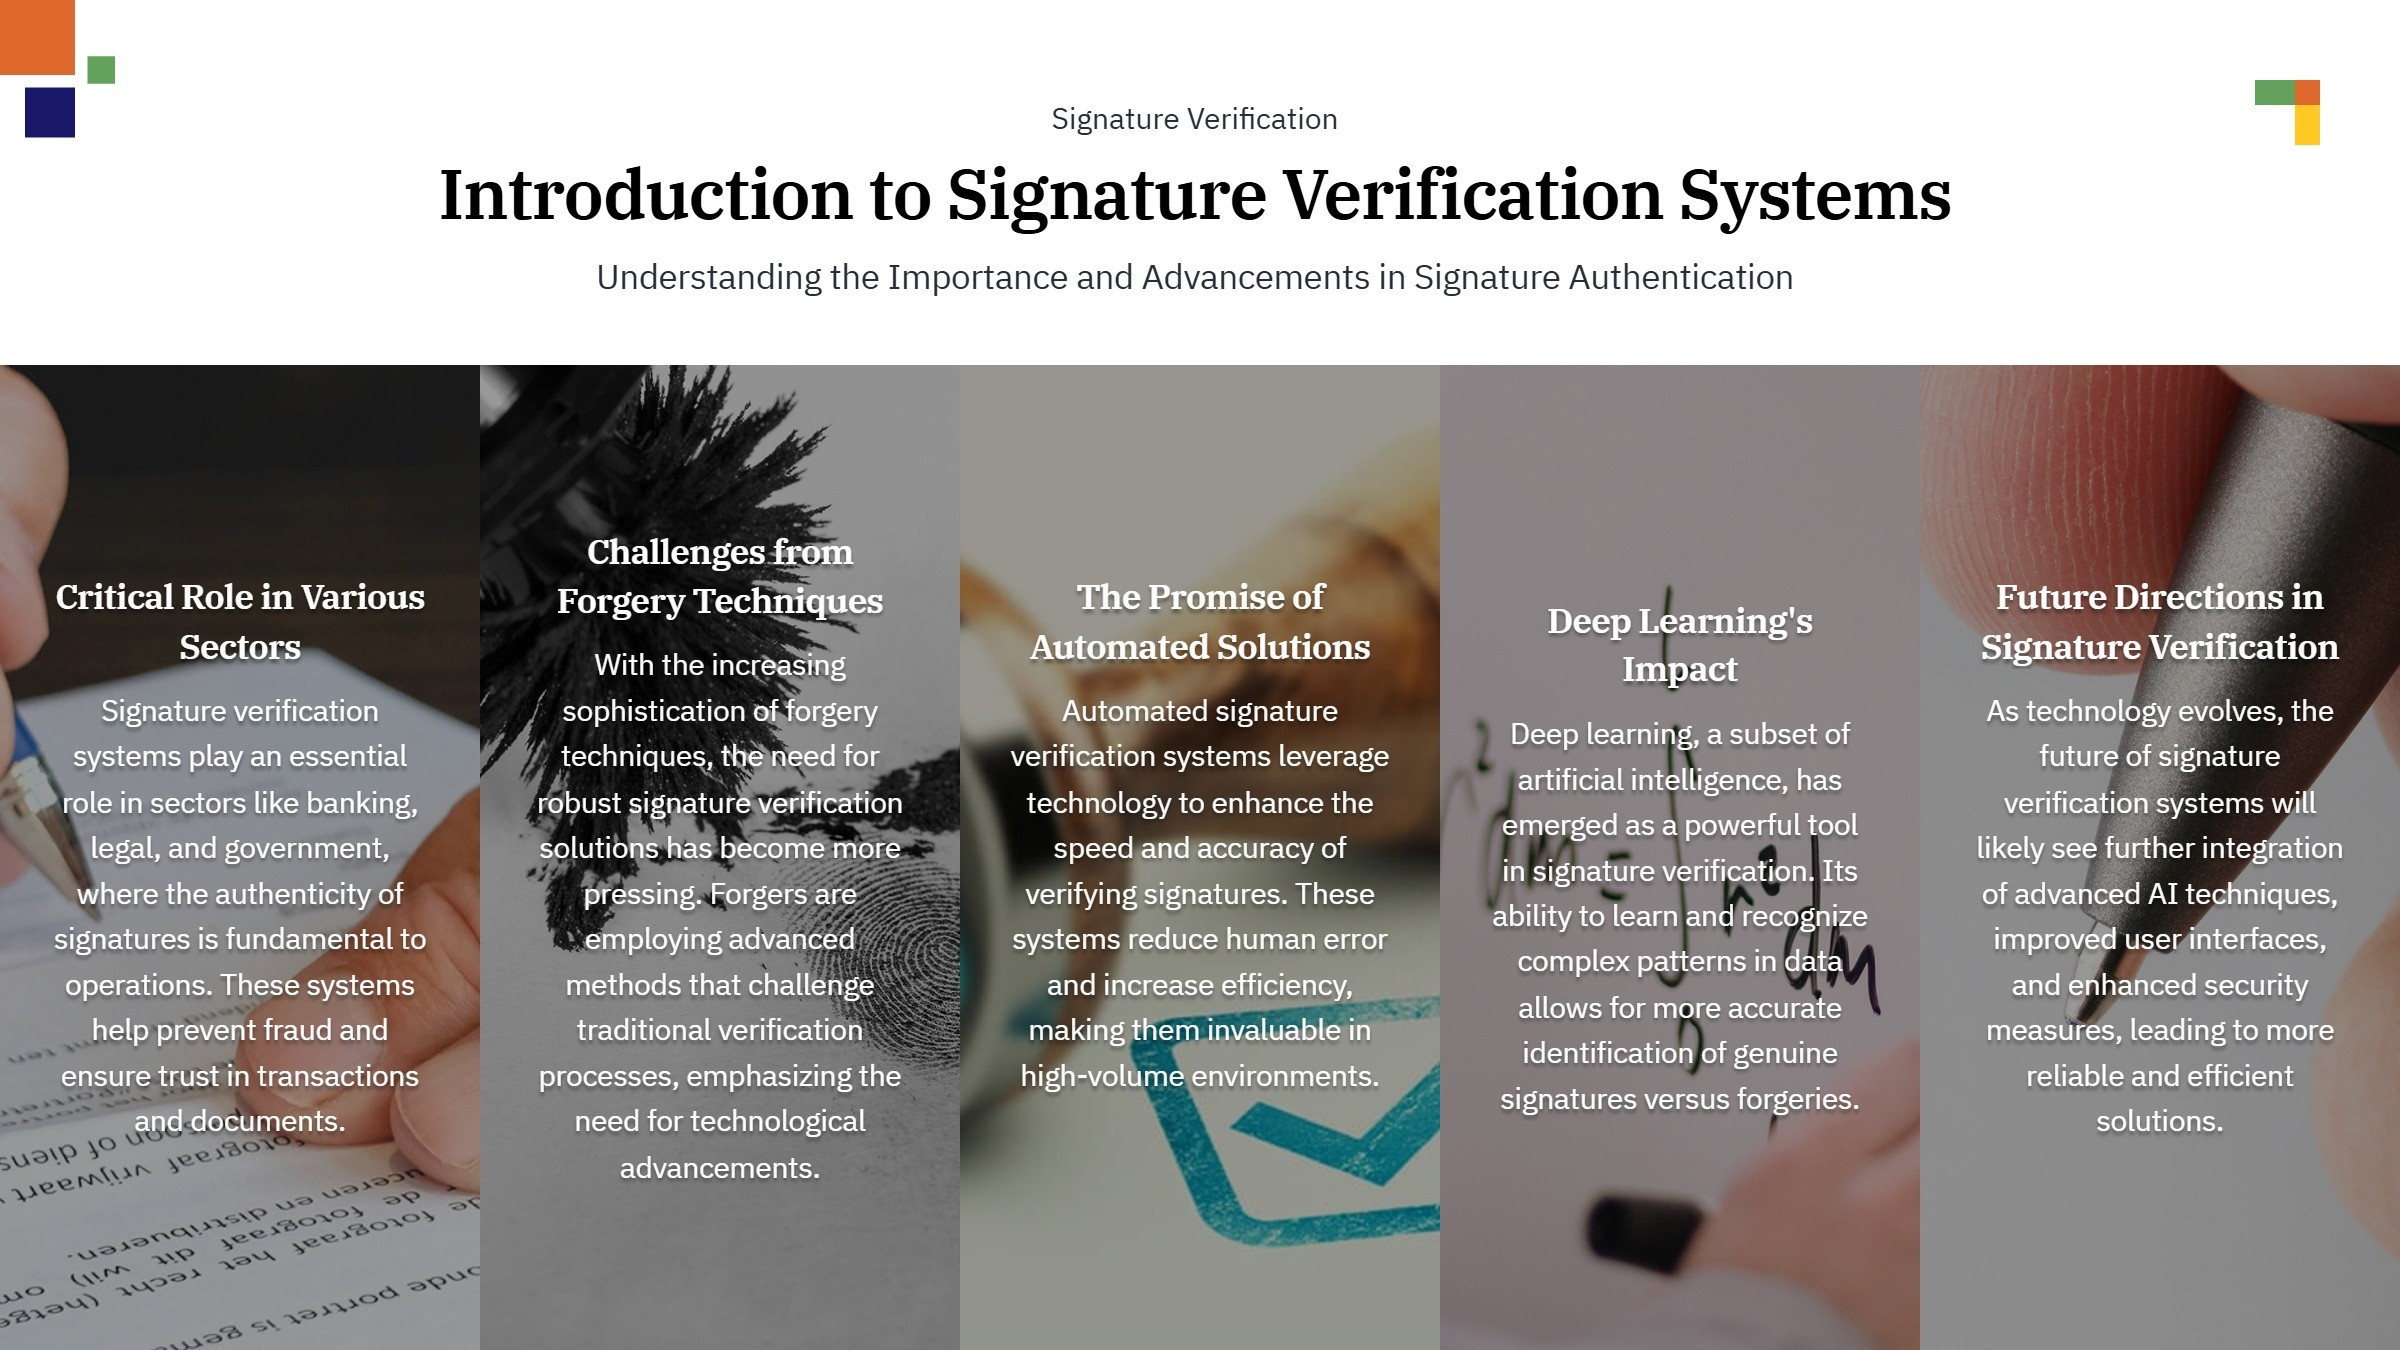 Signature Verification
Introduction to Signature Verification Systems
Understanding the Importance and Advancements in Signature Authentication
Critical Role in Various
Sectors
Signature verification
systems play an essential
role in sectors like banking,
legal, and government,
where the authenticity of
signatures is fundamental to
operations. These systems
help prevent fraud and
ensure trust in transactions
and documents.
Challenges from
Forgery Techniques
With the increasing
sophistication of forgery
techniques, the need for
robust signature verification
solutions has become more
pressing. Forgers are
employing advanced
methods that challenge
traditional verification
processes, emphasizing the
need for technological
advancements.
The Promise of
Automated Solutions
Automated signature
verification systems leverage
technology to enhance the
speed and accuracy of
verifying signatures. These
systems reduce human error
and increase efficiency,
making them invaluable in
high-volume environments.
Deep Learning's
Impact
Deep learning, a subset of
artificial intelligence, has
emerged as a powerful tool
in signature verification. Its
ability to learn and recognize
complex patterns in data
allows for more accurate
identification of genuine
signatures versus forgeries.
Future Directions in
Signature Verification
As technology evolves, the
future of signature
verification systems will
likely see further integration
of advanced AI techniques,
improved user interfaces,
and enhanced security
measures, leading to more
reliable and efficient
solutions.